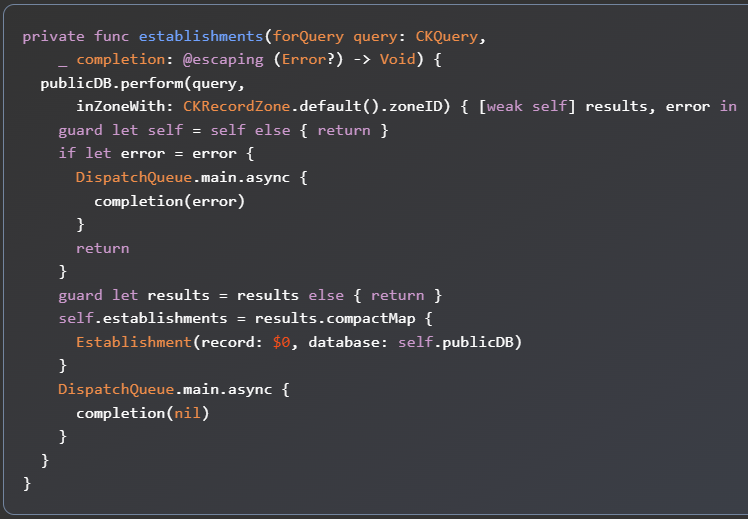 private func establishments(forQuery query: CKQuery,
    _ completion: @escaping (Error?) -> Void) {
  publicDB.perform(query,
      inZoneWith: CKRecordZone.default().zoneID) { [weak self] results, error in
    guard let self = self else { return }
    if let error = error {
      DispatchQueue.main.async {
        completion(error)
      }
      return
    }
    guard let results = results else { return }
    self.establishments = results.compactMap {
      Establishment(record: $0, database: self.publicDB)
    }
    DispatchQueue.main.async {
      completion(nil)
    }
  }
}